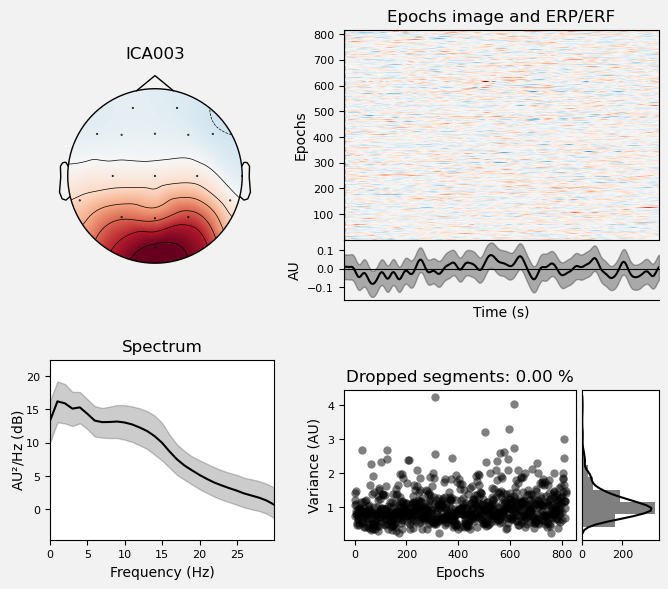 ICA003
Epochs image and ERP/ERF
Epochs
800
700
600
500
400
300
200
100
AU
0.1
0.0
−0.1
Time (s)
Spectrum
AU²/Hz (dB)
20
15
10
5
0
0 5 10 15 20 25
Frequency (Hz)
Dropped segments: 0.00 %
Variance (AU)
4
3
2
1
0 200 400 600 800
Epochs
0 200